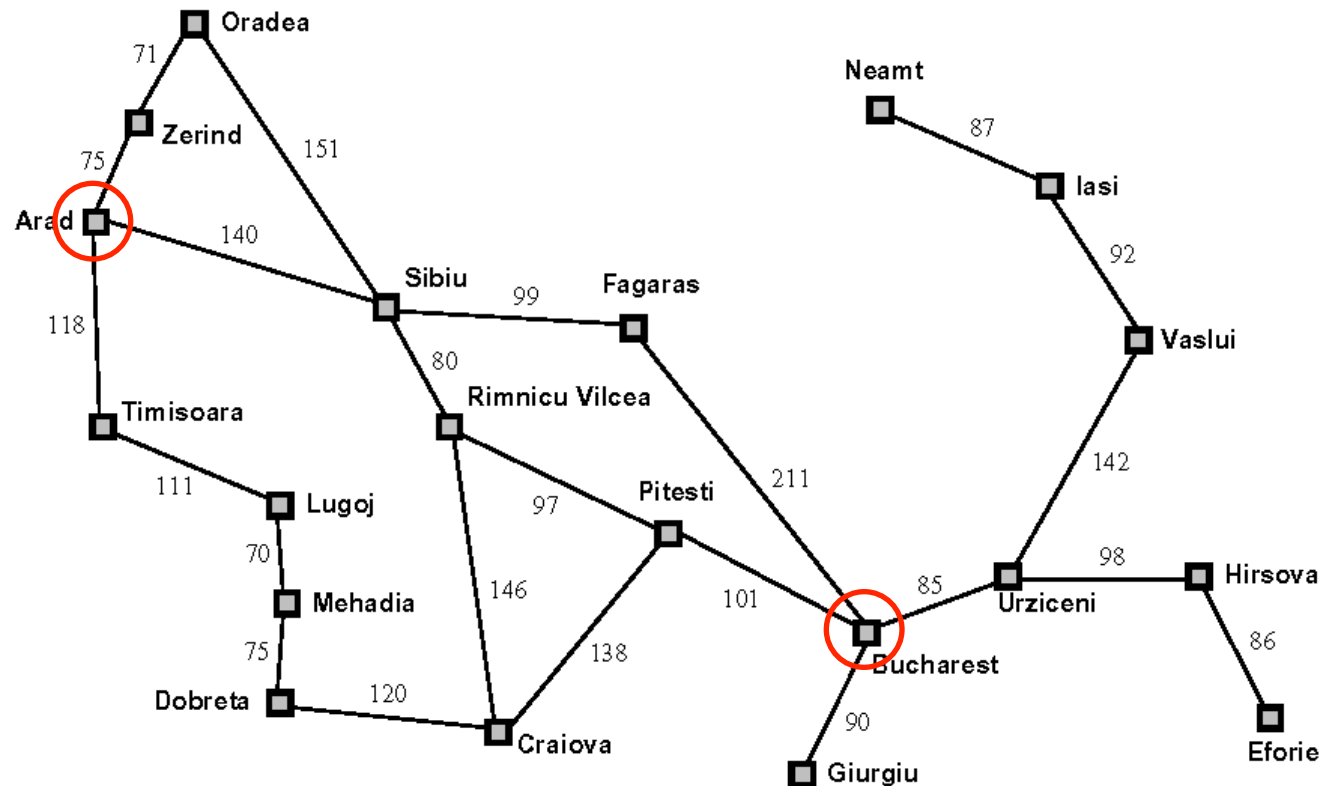 Oradea
71
Neamt
87
Zerind
151
75
Iasi
Arad
140
92
Sibiu
Fagaras
99
118
Vaslui
80
Timisoara
Rimnicu Vilcea
142
111
211
Pitesti
Lugoj
97
70
98
Hirsova
Mehadia
146
101
85
Urziceni
75
138
86
Bucharest
Dobreta
120
90
Craiova
Eforie
Giurgiu